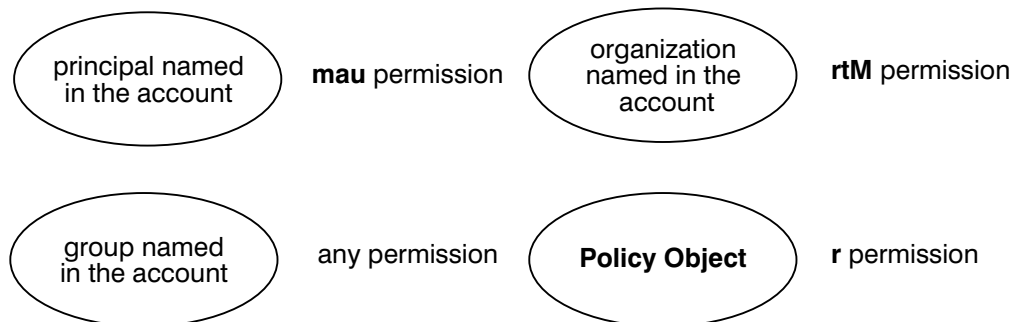 principal named
in the account
mau permission
organization
named in the
account
rtM permission
group named
in the account
any permission
Policy Object
r permission